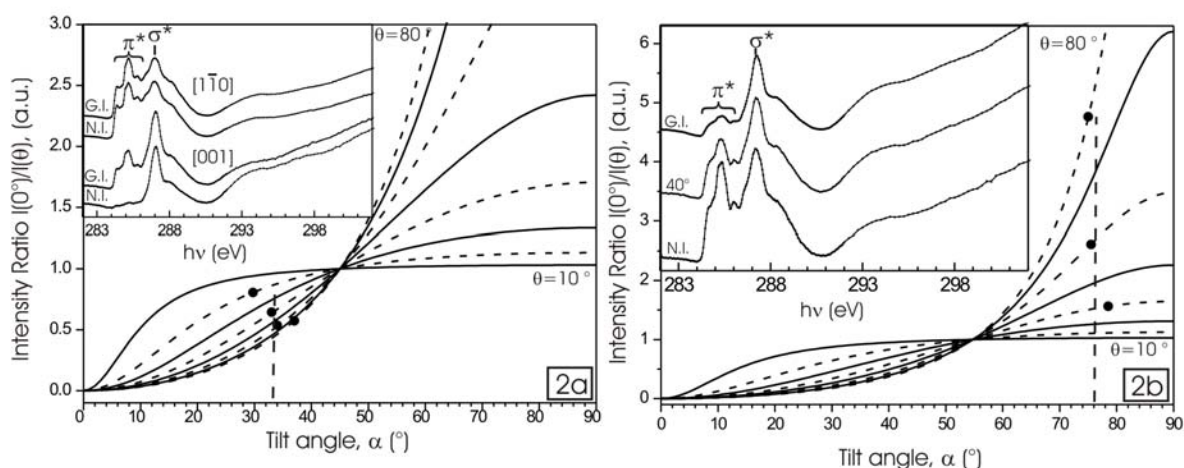 Intensity Ratio I(0°)/I(θ), (a.u.)
3.0
2.5
2.0
1.5
1.0
0.5
0.0
0 10 20 30 40 50 60 70 80 90
Tilt angle, α (°)
θ=80 °
θ=10 °
2a
π* σ*
[1̄10]
G.I.
N.I.
[001]
G.I.
N.I.
283 288 293 298
hν (eV)
Intensity Ratio I(0°)/I(θ), (a.u.)
6
5
4
3
2
1
0
0 10 20 30 40 50 60 70 80 90
Tilt angle, α (°)
θ=80 °
θ=10 °
2b
π* σ*
G.I.
40°
N.I.
283 288 293 298
hν (eV)